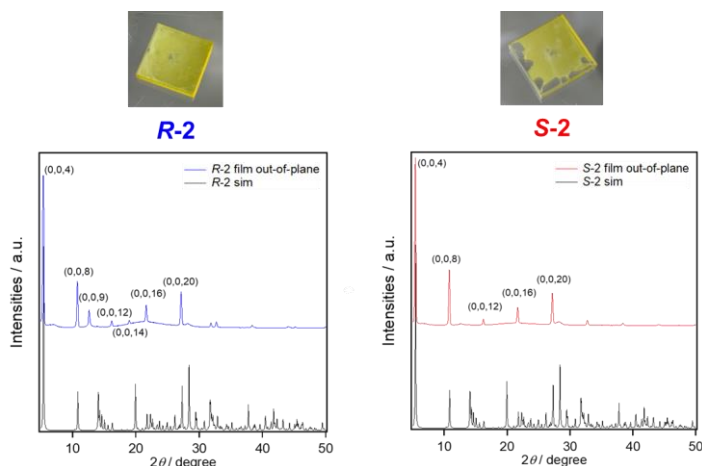 R-2
S-2
Intensities / a.u.
(0,0,4)
R-2 film out-of-plane
R-2 sim
(0,0,8)
(0,0,9)
(0,0,12)
(0,0,14)
(0,0,16)
(0,0,20)
10
20
30
40
50
2θ / degree
Intensities / a.u.
(0,0,4)
S-2 film out-of-plane
S-2 sim
(0,0,8)
(0,0,12)
(0,0,16)
(0,0,20)
10
20
30
40
50
2θ / degree